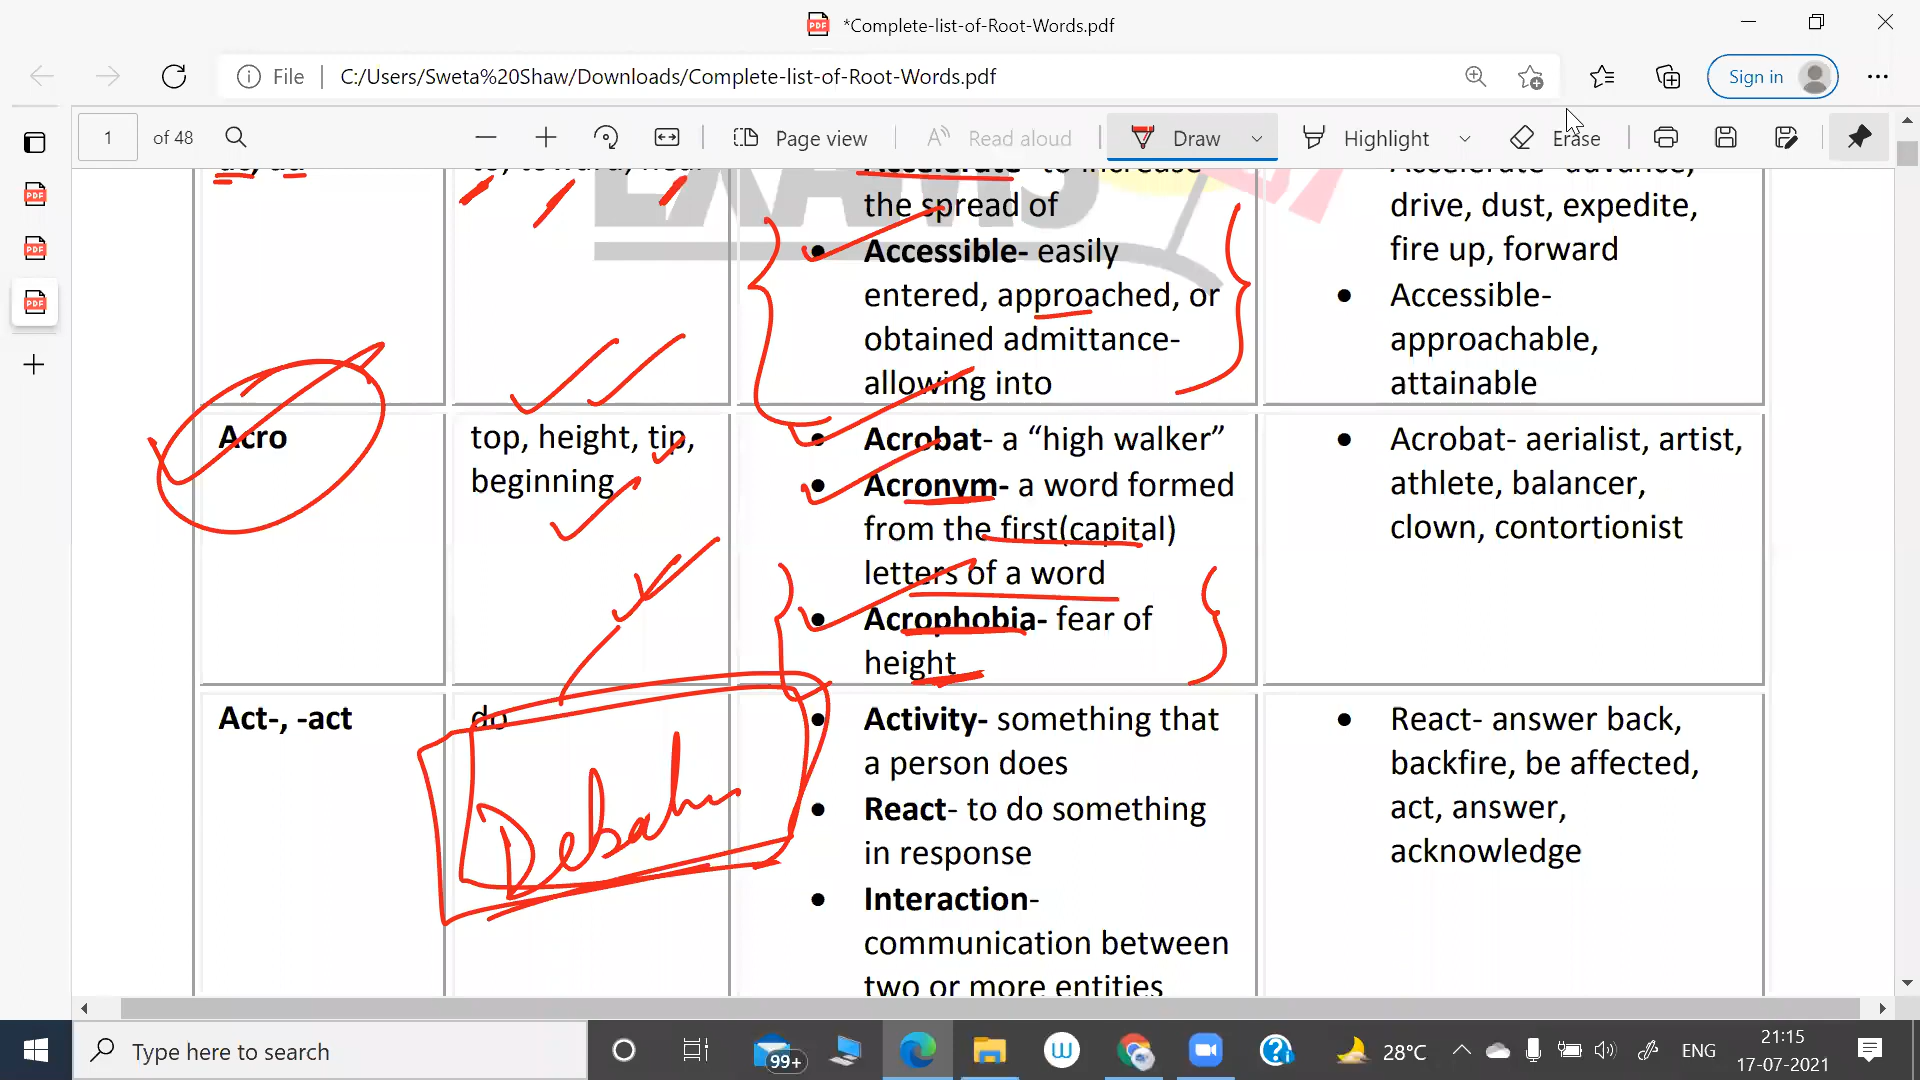 *Complete-list-of-Root-Words.pdf
File
C:/Users/Sweta%20Shaw/Downloads/Complete-list-of-Root-Words.pdf
Sign in
1 of 48
Page view
Read aloud
Draw
Highlight
Erase
EXAMS
Accelerate- to increase
the spread of
Accessible- easily
entered, approached, or
obtained admittance-
allowing into
Accelerate- advance,
drive, dust, expedite,
fire up, forward
Accessible-
approachable,
attainable
Acro
top, height, tip,
beginning
Acrobat- a “high walker”
Acronym- a word formed
from the first(capital)
letters of a word
Acrophobia- fear of
height
Acrobat- aerialist, artist,
athlete, balancer,
clown, contortionist
Act-, -act
do
Activity- something that
a person does
React- to do something
in response
Interaction-
communication between
two or more entities
React- answer back,
backfire, be affected,
act, answer,
acknowledge
Type here to search
99+
28°C
ENG
21:15
17-07-2021